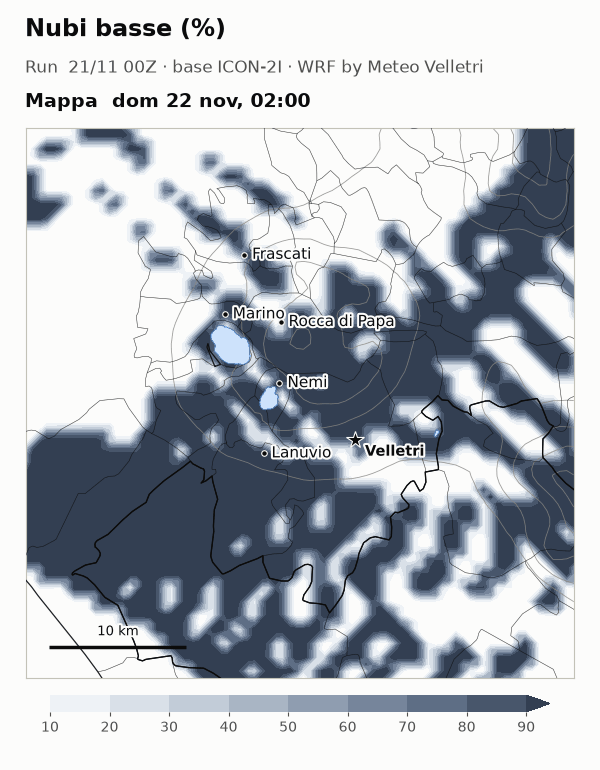 Nubi basse (%)
Run  21/11 00Z · base ICON-2I · WRF by Meteo Velletri
Mappa  dom 22 nov, 02:00
Frascati
Marino
Rocca di Papa
Nemi
Velletri
Lanuvio
10 km
10 20 30 40 50 60 70 80 90